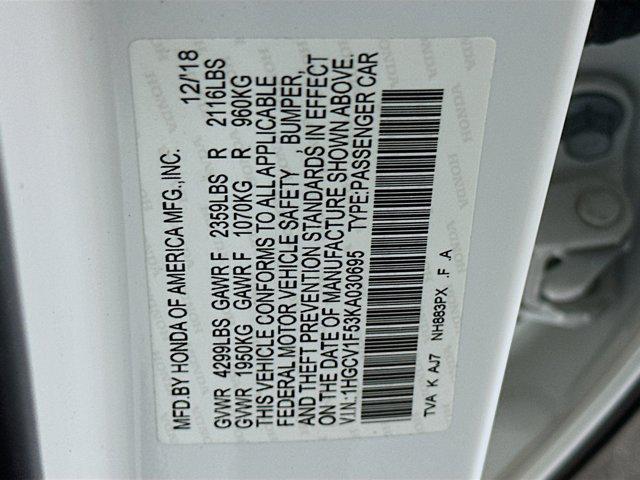 MFD.BY HONDA OF AMERICA MFG.,INC. 12/'18
GVWR 4299LBS GAWR F 2359LBS R 2116LBS
GVWR 1950KG GAWR F 1070KG R 960KG
THIS VEHICLE CONFORMS TO ALL APPLICABLE
FEDERAL MOTOR VEHICLE SAFETY , BUMPER,
AND THEFT PREVENTION STANDARDS IN EFFECT
ON THE DATE OF MANUFACTURE SHOWN ABOVE.
V.I.N.:1HGCV1F53KA030695 TYPE:PASSENGER CAR
TVA K AJ7 NH883PX .F _A